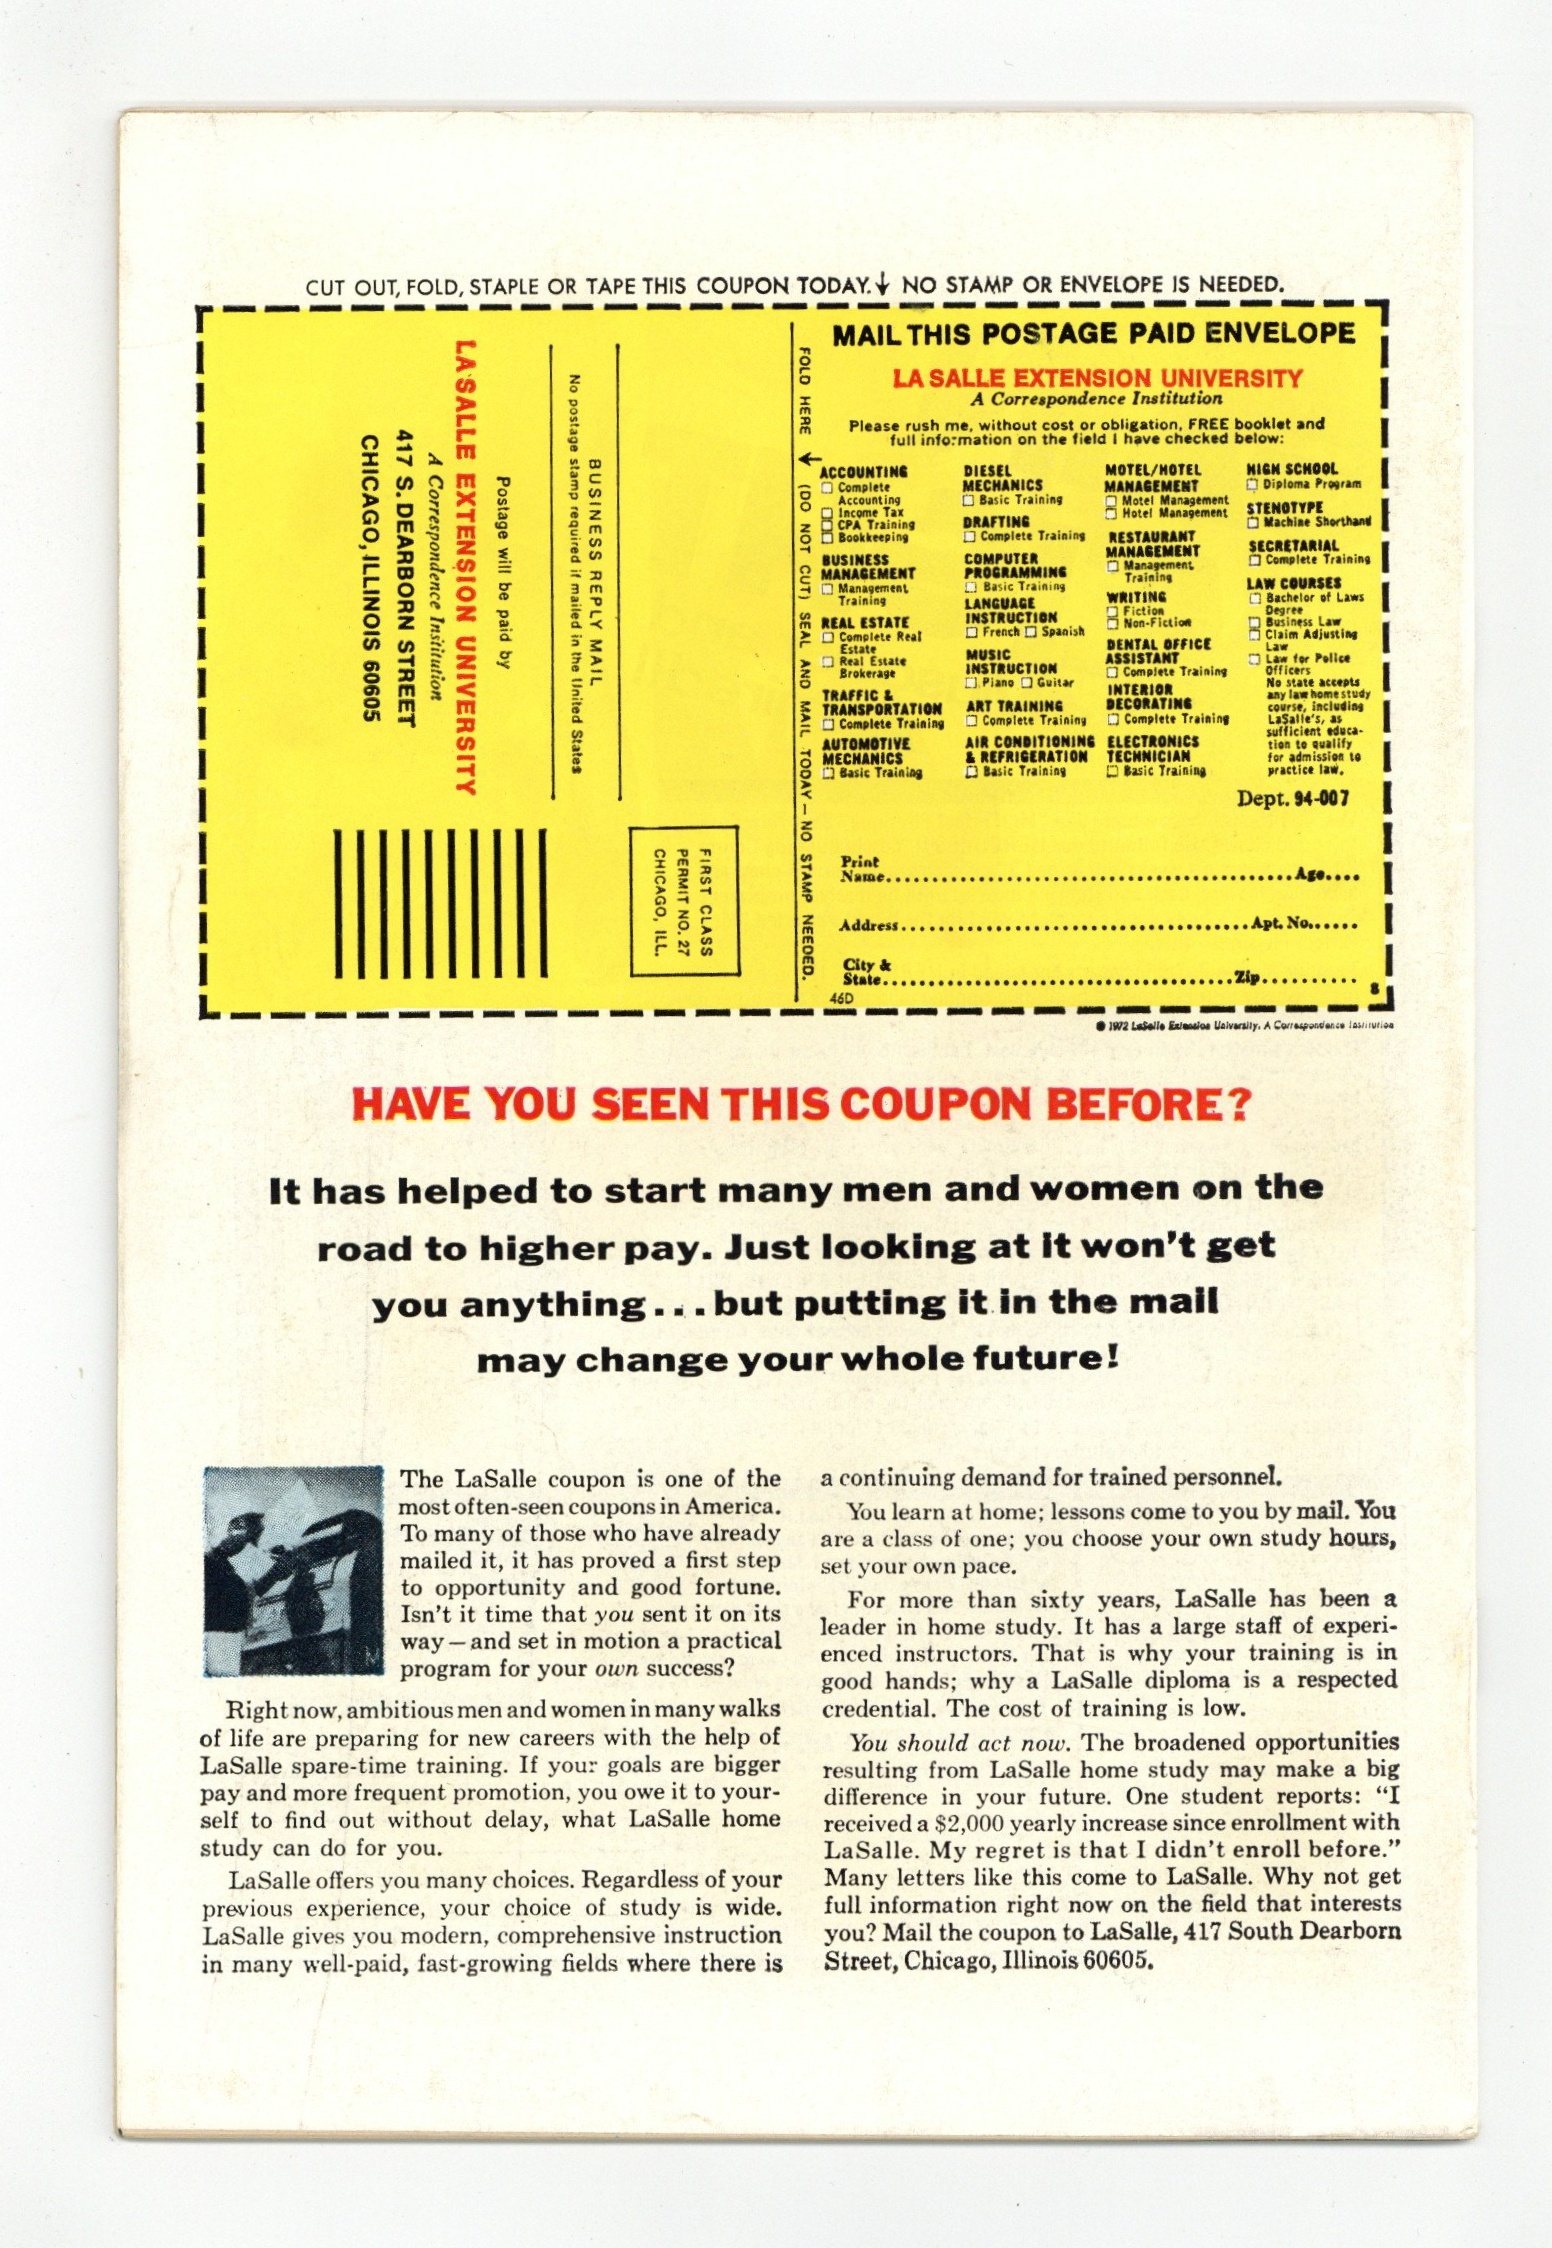 CUT OUT, FOLD, STAPLE OR TAPE THIS COUPON TODAY.↓ NO STAMP OR ENVELOPE IS NEEDED.
No postage stamp required if mailed in the United States
BUSINESS REPLY MAIL
Postage will be paid by
LA SALLE EXTENSION UNIVERSITY
A Correspondence Institution
417 S. DEARBORN STREET
CHICAGO, ILLINOIS 60605
FIRST CLASS
PERMIT NO. 27
CHICAGO, ILL.
FOLD HERE ↓ (DO NOT CUT) SEAL AND MAIL TODAY — NO STAMP NEEDED.
MAIL THIS POSTAGE PAID ENVELOPE
LA SALLE EXTENSION UNIVERSITY
A Correspondence Institution
Please rush me, without cost or obligation, FREE booklet and
full information on the field I have checked below:
ACCOUNTING
☐ Complete
Accounting
☐ Income Tax
☐ CPA Training
☐ Bookkeeping
BUSINESS
MANAGEMENT
☐ Management
Training
REAL ESTATE
☐ Complete Real
Estate
☐ Real Estate
Brokerage
TRAFFIC &
TRANSPORTATION
☐ Complete Training
AUTOMOTIVE
MECHANICS
☐ Basic Training
DIESEL
MECHANICS
☐ Basic Training
DRAFTING
☐ Complete Training
COMPUTER
PROGRAMMING
☐ Basic Training
LANGUAGE
INSTRUCTION
☐ French ☐ Spanish
MUSIC
INSTRUCTION
☐ Piano ☐ Guitar
ART TRAINING
☐ Complete Training
AIR CONDITIONING
& REFRIGERATION
☐ Basic Training
MOTEL/HOTEL
MANAGEMENT
☐ Motel Management
☐ Hotel Management
RESTAURANT
MANAGEMENT
☐ Management
Training
WRITING
☐ Fiction
☐ Non-Fiction
DENTAL OFFICE
ASSISTANT
☐ Complete Training
INTERIOR
DECORATING
☐ Complete Training
ELECTRONICS
TECHNICIAN
☐ Basic Training
HIGH SCHOOL
☐ Diploma Program
STENOTYPE
☐ Machine Shorthand
SECRETARIAL
☐ Complete Training
LAW COURSES
☐ Bachelor of Laws
Degree
☐ Business Law
☐ Claim Adjusting
Law
☐ Law for Police
Officers
No state accepts
any law home study
course, including
LaSalle's, as
sufficient educa-
tion to qualify
for admission to
practice law.
Dept. 94-007
Print
Name........................................Age....
Address........................................Apt. No......
City &
State........................................Zip..........
46D
8
© 1972 LaSalle Extension University, A Correspondence Institution
HAVE YOU SEEN THIS COUPON BEFORE?
It has helped to start many men and women on the
road to higher pay. Just looking at it won't get
you anything...but putting it in the mail
may change your whole future!
The LaSalle coupon is one of the
most often-seen coupons in America.
To many of those who have already
mailed it, it has proved a first step
to opportunity and good fortune.
Isn't it time that you sent it on its
way—and set in motion a practical
program for your own success?
Right now, ambitious men and women in many walks
of life are preparing for new careers with the help of
LaSalle spare-time training. If your goals are bigger
pay and more frequent promotion, you owe it to your-
self to find out without delay, what LaSalle home
study can do for you.
LaSalle offers you many choices. Regardless of your
previous experience, your choice of study is wide.
LaSalle gives you modern, comprehensive instruction
in many well-paid, fast-growing fields where there is
a continuing demand for trained personnel.
You learn at home; lessons come to you by mail. You
are a class of one; you choose your own study hours,
set your own pace.
For more than sixty years, LaSalle has been a
leader in home study. It has a large staff of experi-
enced instructors. That is why your training is in
good hands; why a LaSalle diploma is a respected
credential. The cost of training is low.
You should act now. The broadened opportunities
resulting from LaSalle home study may make a big
difference in your future. One student reports: "I
received a $2,000 yearly increase since enrollment with
LaSalle. My regret is that I didn't enroll before."
Many letters like this come to LaSalle. Why not get
full information right now on the field that interests
you? Mail the coupon to LaSalle, 417 South Dearborn
Street, Chicago, Illinois 60605.